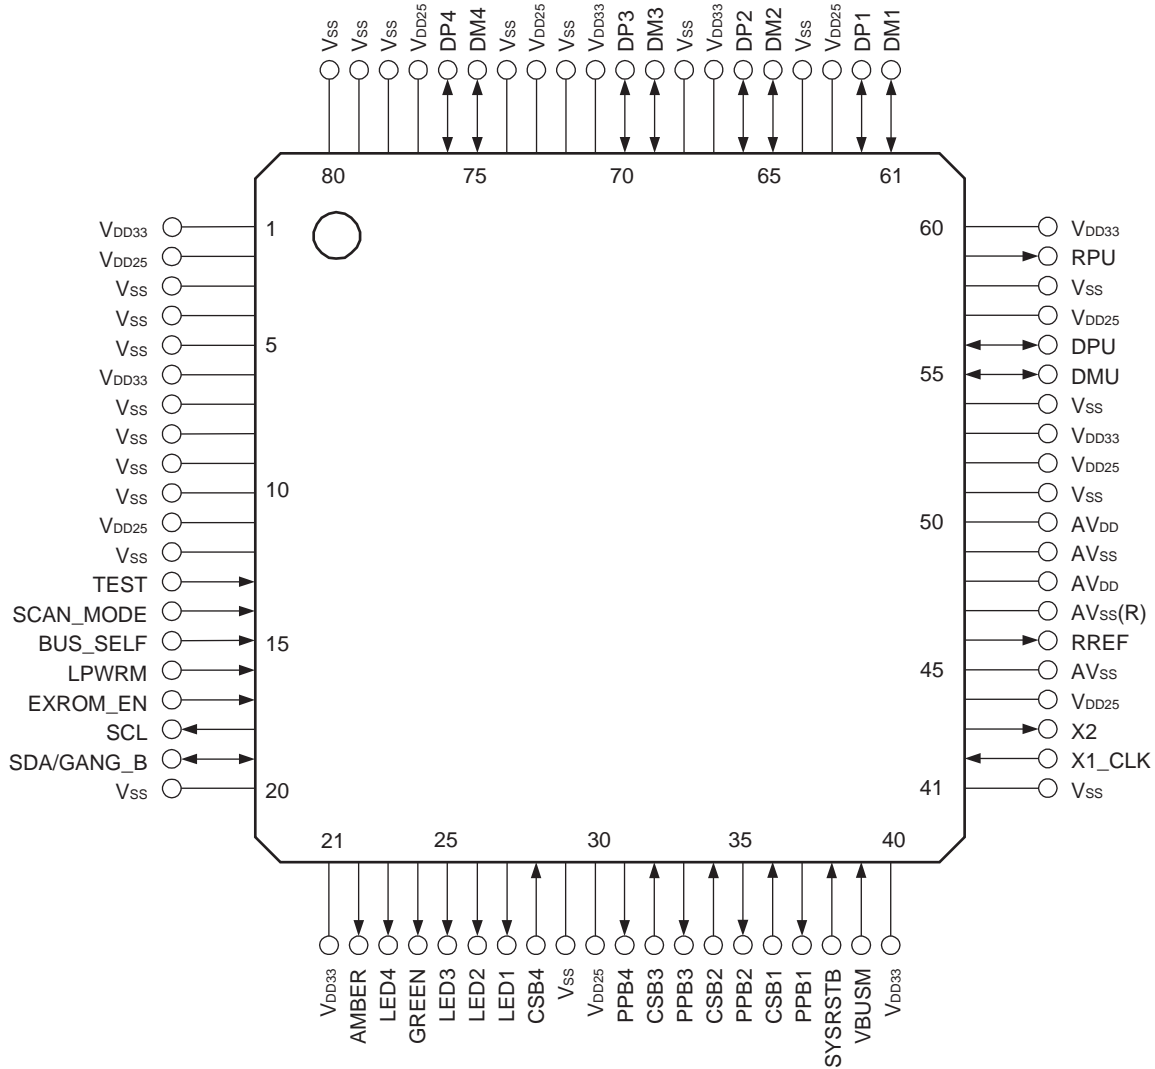 VSS VSS VSS VDD25 DP4 DM4 VSS VDD25 VSS VDD33 DP3 DM3 VSS VDD33 DP2 DM2 VSS VDD25 DP1 DM1
80 75 70 65 61
VDD33 1 60 VDD33
VDD25 RPU
VSS VSS
VSS VDD25
VSS 5 DPU
VDD33 55 DMU
VSS VSS
VSS VDD33
VSS VDD25
VSS 10 VSS
VDD25 50 AVDD
VSS AVSS
TEST AVDD
SCAN_MODE AVSS(R)
BUS_SELF 15 RREF
LPWRM 45 AVSS
EXROM_EN VDD25
SCL X2
SDA/GANG_B X1_CLK
VSS 20 41 VSS
21 25 30 35 40
VDD33 AMBER LED4 GREEN LED3 LED2 LED1 CSB4 VSS VDD25 PPB4 CSB3 PPB3 CSB2 PPB2 CSB1 PPB1 SYSRSTB VBUSM VDD33